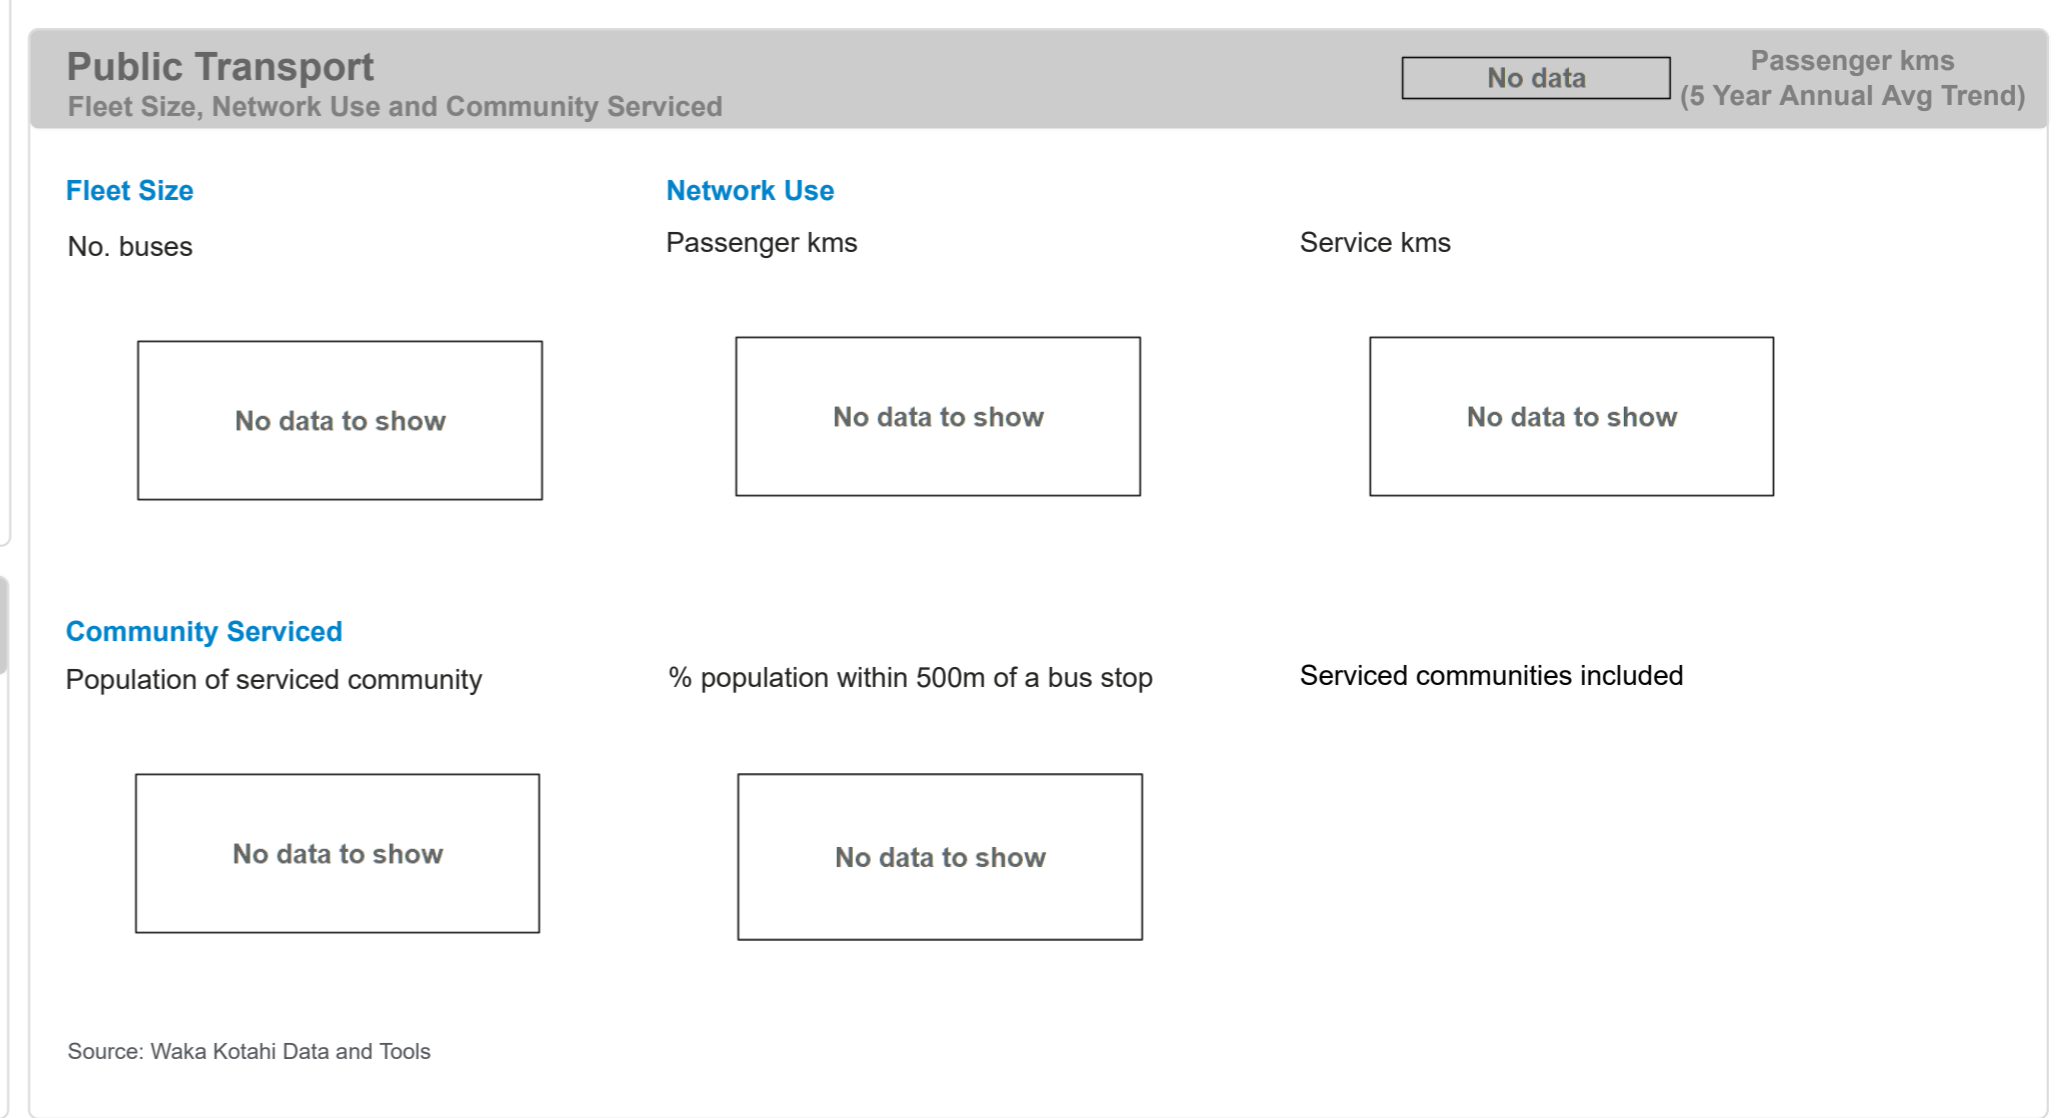 Public Transport
Fleet Size, Network Use and Community Serviced
No data
Passenger kms
(5 Year Annual Avg Trend)
Fleet Size
No. buses
No data to show
Network Use
Passenger kms
No data to show
Service kms
No data to show
Community Serviced
Population of serviced community
No data to show
% population within 500m of a bus stop
No data to show
Serviced communities included
Source: Waka Kotahi Data and Tools